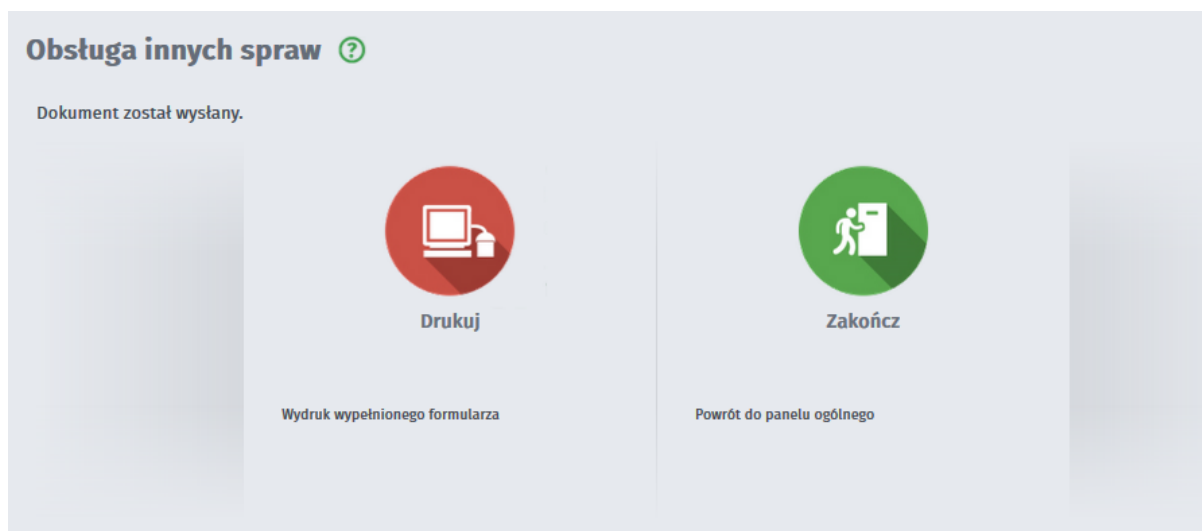 Obsługa innych spraw ?
Dokument został wysłany.
Drukuj
Zakończ
Wydruk wypełnionego formularza
Powrót do panelu ogólnego